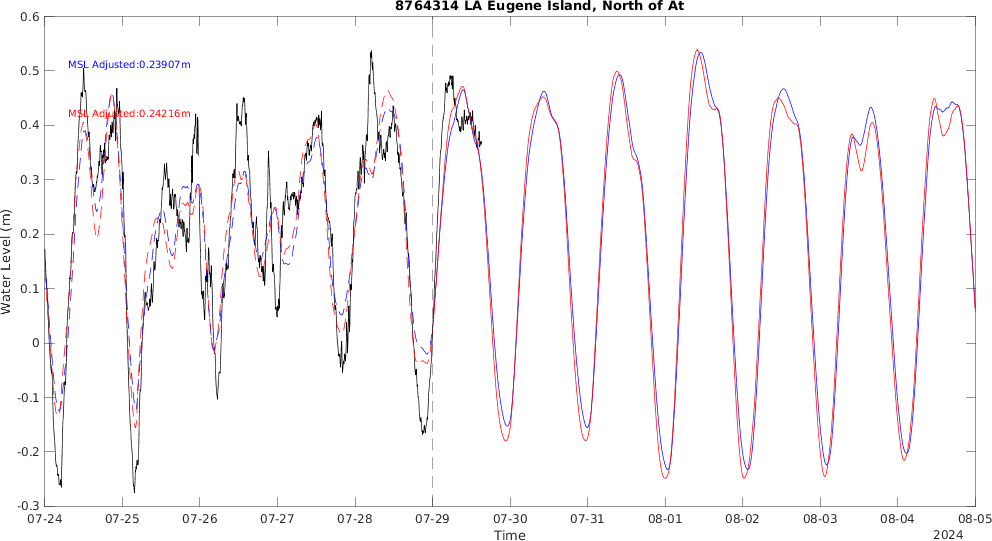 8764314 LA Eugene Island, North of At
0.6
0.5
0.4
0.3
0.2
0.1
0
-0.1
-0.2
-0.3
Water Level (m)
MSL Adjusted:0.23907m
MSL Adjusted:0.24216m
07-24 07-25 07-26 07-27 07-28 07-29 07-30 07-31 08-01 08-02 08-03 08-04 08-05
Time
2024